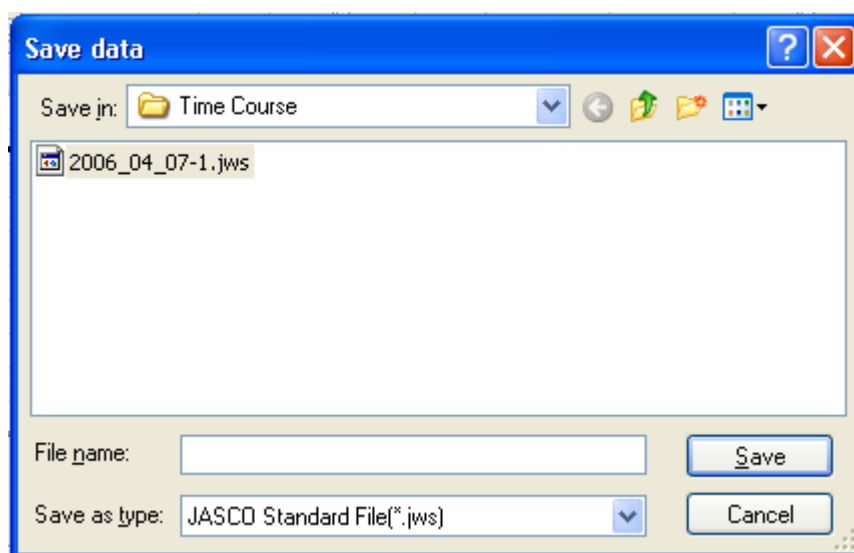 Save data
Save in: Time Course
2006_04_07-1.jws
File name:
Save
Save as type: JASCO Standard File(*.jws)
Cancel